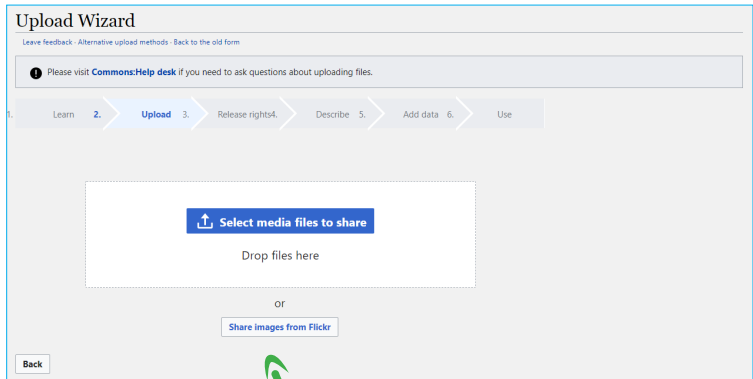 Upload Wizard
Leave feedback · Alternative upload methods · Back to the old form
Please visit Commons:Help desk if you need to ask questions about uploading files.
1. Learn 2. Upload 3. Release rights 4. Describe 5. Add data 6. Use
Select media files to share
Drop files here
or
Share images from Flickr
Back